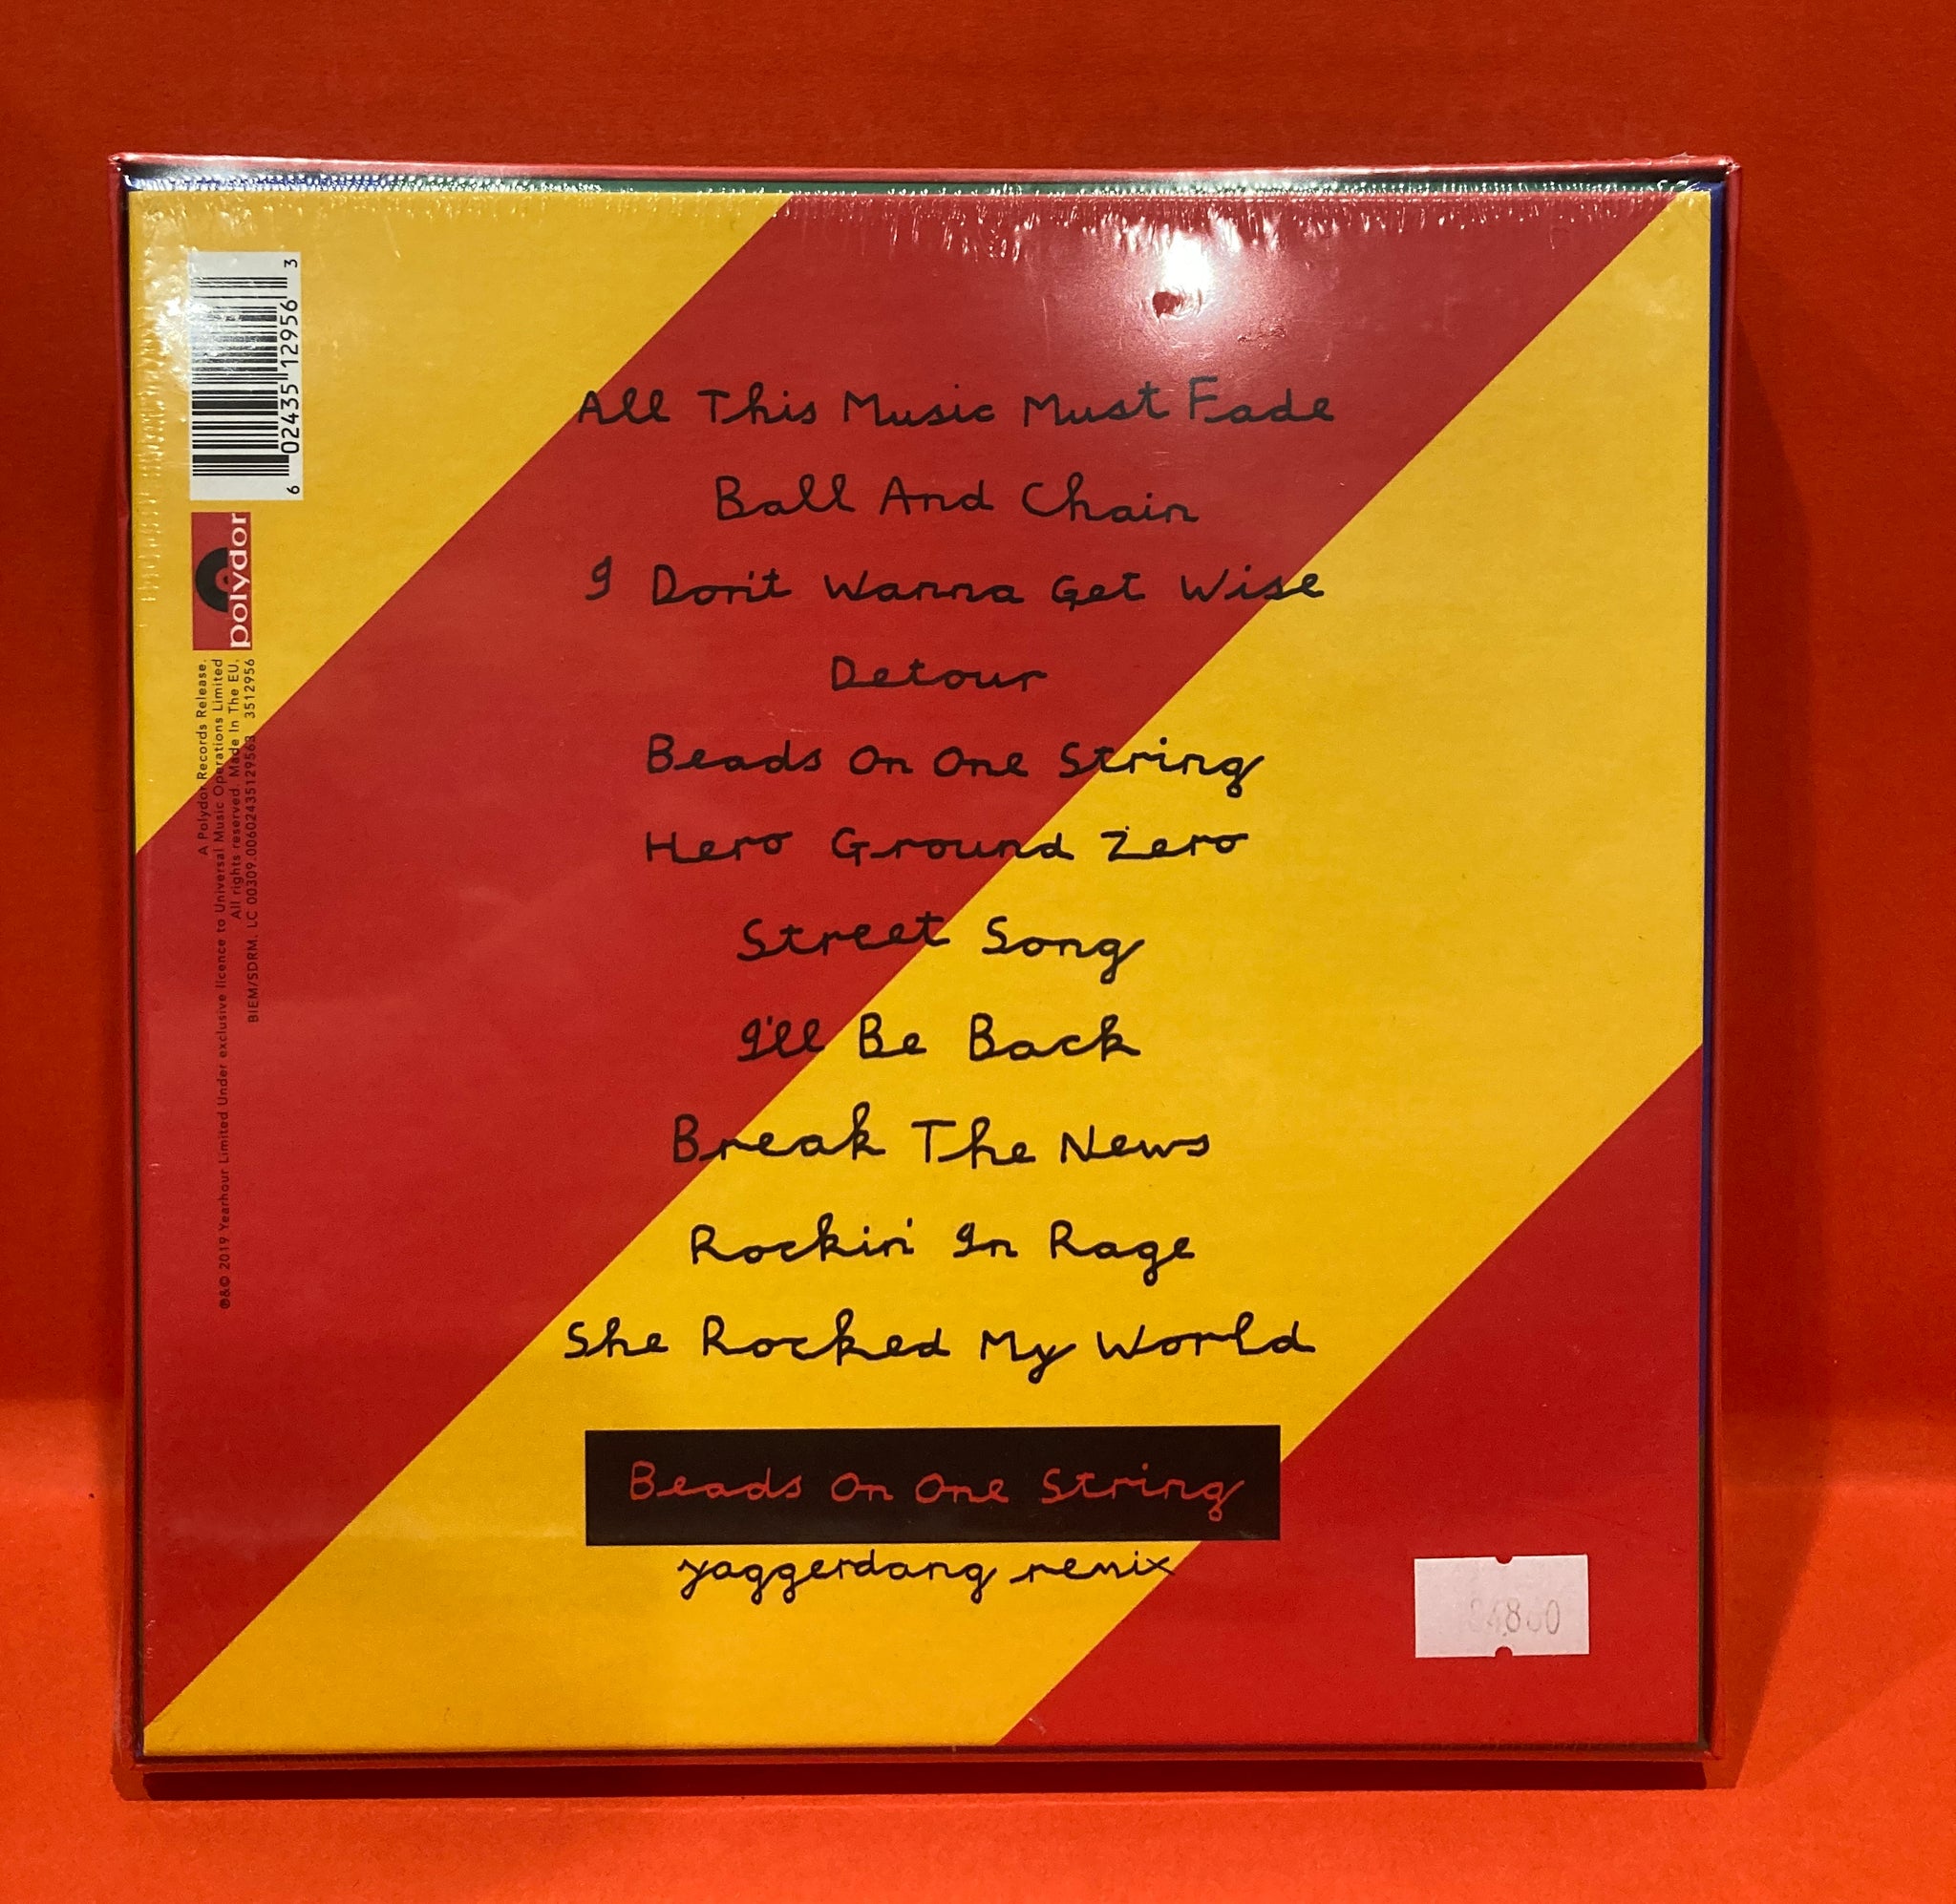 All This Music Must Fade
Ball And Chain
I Don't Wanna Get Wise
Detour
Beads On One String
Hero Ground Zero
Street Song
I'll Be Back
Break The News
Rockin' In Rage
She Rocked My World
Beads On One String
yaggerdang remix
6 02435 12956 3
polydor
A Polydor Records Release.
℗&© 2019 Yearhour Limited Under exclusive licence to Universal Music Operations Limited
All rights reserved. Made In The EU.
BIEM/SDRM. LC 00309.00602435129563 3512956